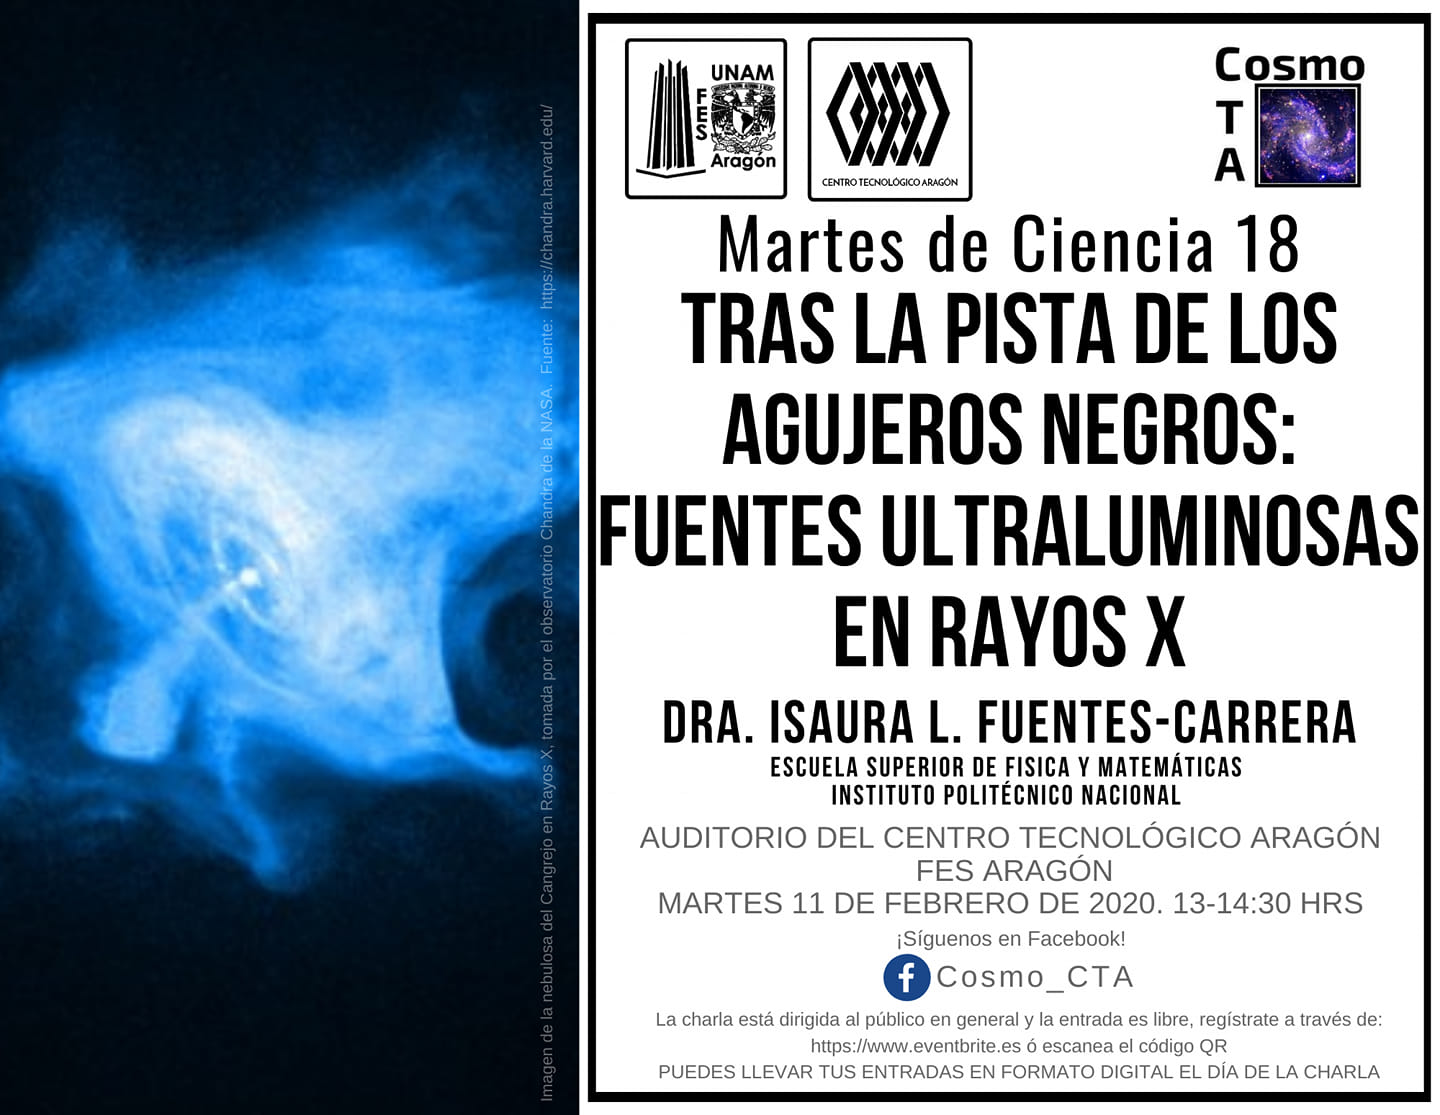 Imagen de la nebulosa del Cangrejo en Rayos X, tomada por el observatorio Chandra de la NASA. Fuente: https://chandra.harvard.edu/
UNAM
FES
Aragón
CENTRO TECNOLÓGICO ARAGÓN
Cosmo
T
A
Martes de Ciencia 18
TRAS LA PISTA DE LOS
AGUJEROS NEGROS:
FUENTES ULTRALUMINOSAS
EN RAYOS X
DRA. ISAURA L. FUENTES-CARRERA
ESCUELA SUPERIOR DE FISICA Y MATEMÁTICAS
INSTITUTO POLITÉCNICO NACIONAL
AUDITORIO DEL CENTRO TECNOLÓGICO ARAGÓN
FES ARAGÓN
MARTES 11 DE FEBRERO DE 2020. 13-14:30 HRS
¡Síguenos en Facebook!
Cosmo_CTA
La charla está dirigida al público en general y la entrada es libre, regístrate a través de:
https://www.eventbrite.es ó escanea el código QR
PUEDES LLEVAR TUS ENTRADAS EN FORMATO DIGITAL EL DÍA DE LA CHARLA